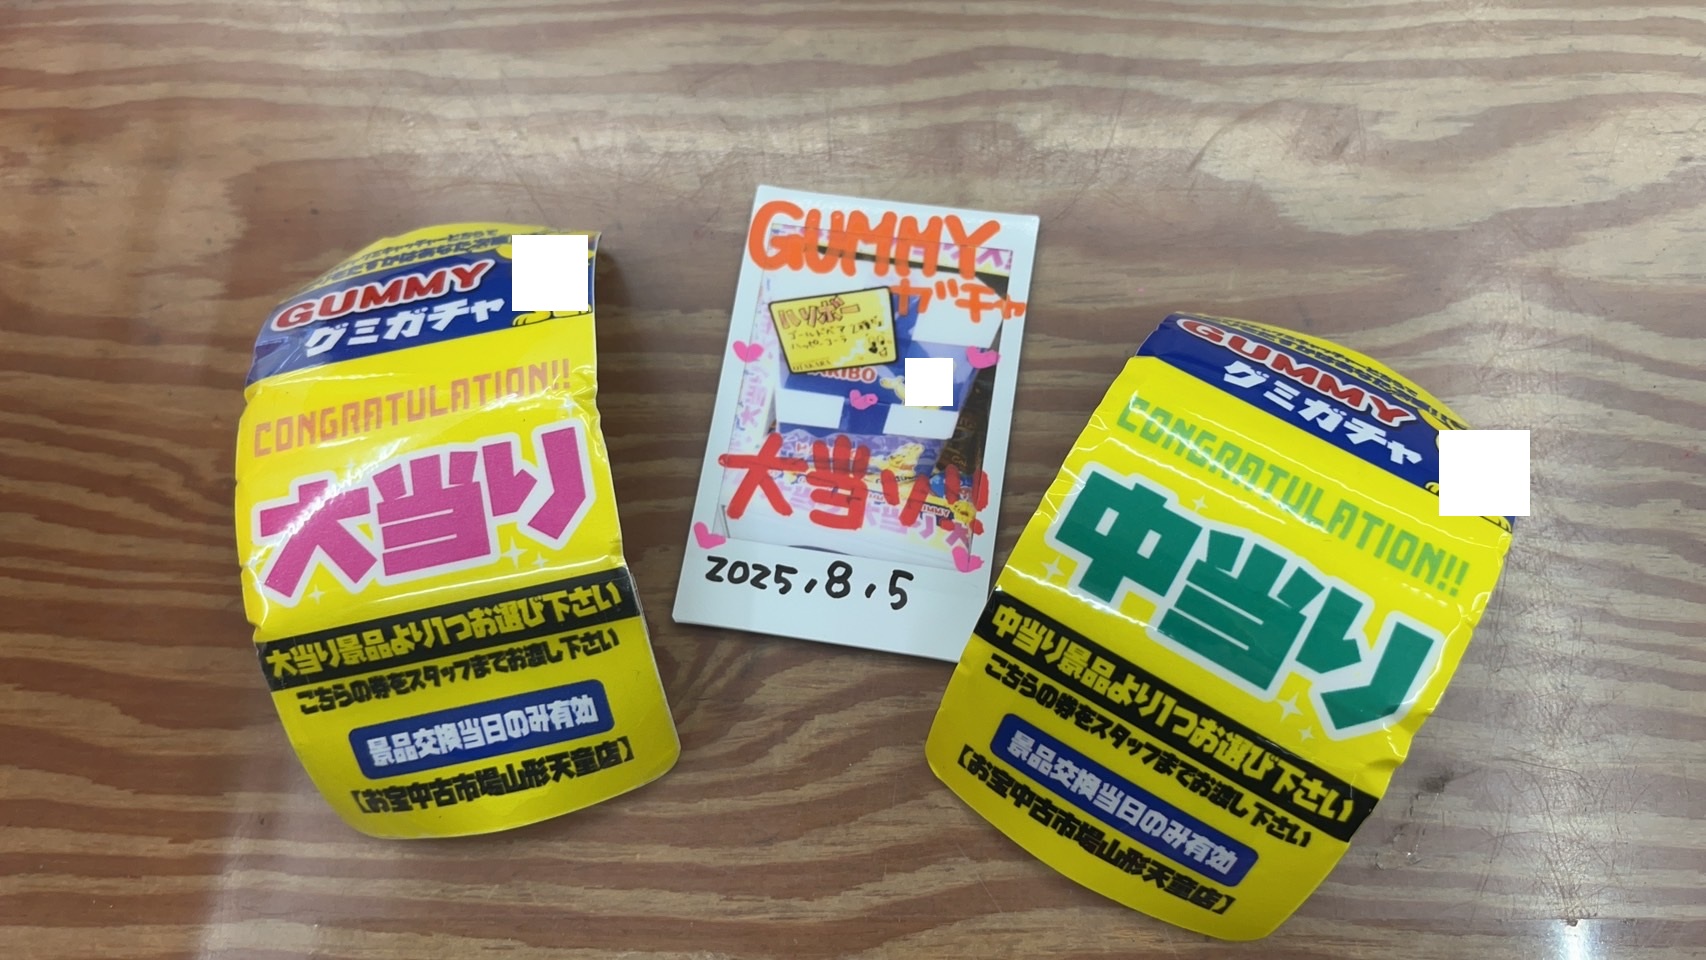 GUMMY
グミガチャ
CONGRATULATION!!
大当り
大当り景品より1つお選び下さい
こちらの券をスタッフまでお渡し下さい
景品交換当日のみ有効
【お宝中古市場山形天童店】
GUMMY
ガチャ
ハリボー
大当り!!
2025.8.5
GUMMY
グミガチャ
CONGRATULATION!!
中当り
中当り景品より1つお選び下さい
こちらの券をスタッフまでお渡し下さい
景品交換当日のみ有効
【お宝中古市場山形天童店】